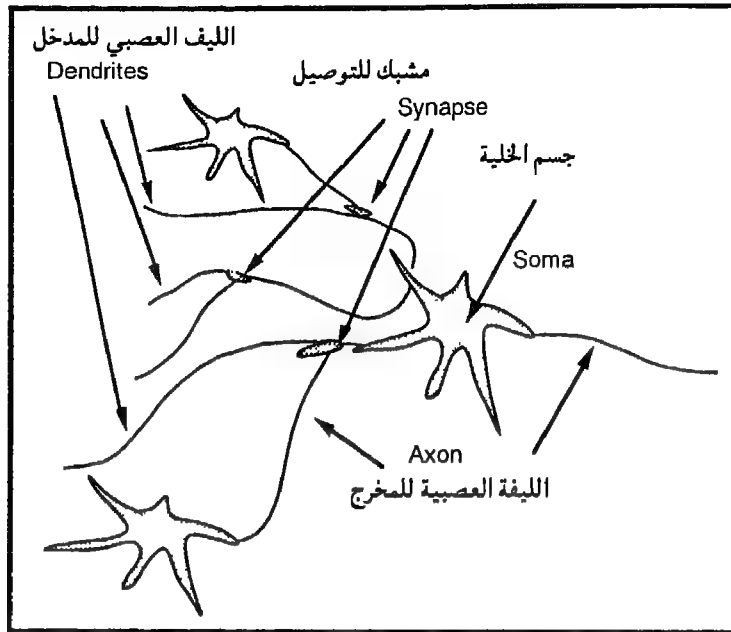 الليف العصبي للمدخل
Dendrites
مشبك للتوصيل
Synapse
جسم الخلية
Soma
Axon
الليفة العصبية للمخرج